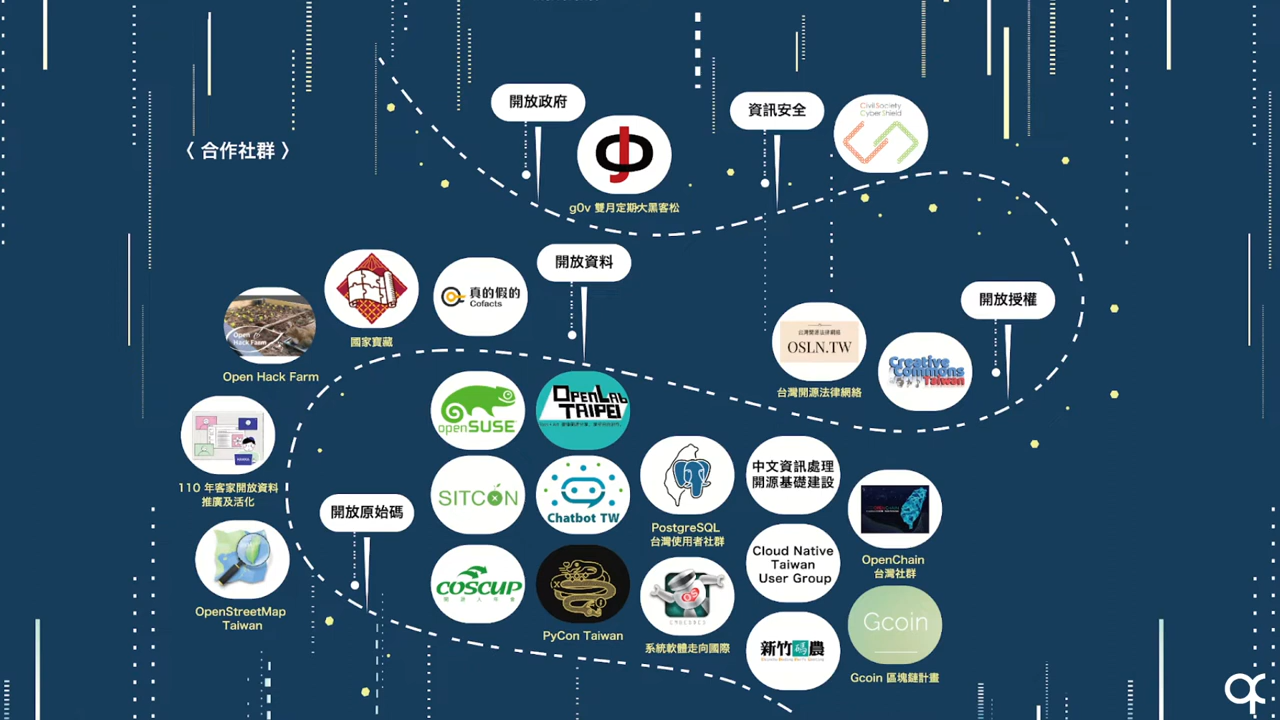 〈 合作社群 〉
開放政府
g0v 雙月定期大黑客松
資訊安全
Civil Society
Cyber Shield
開放資料
真的假的
Cofacts
國家寶藏
Open
Hack Farm
Open Hack Farm
110 年客家開放資料
推廣及活化
OpenStreetMap
Taiwan
開放授權
台灣開源法律網絡
OSLN.TW
台灣開源法律網絡
Creative
Commons
Taiwan
開放原始碼
openSUSE
OPENLAB
TAIPEI
SITCON
Chatbot TW
COSCUP
開源人年會
PyCon Taiwan
PostgreSQL
台灣使用者社群
系統軟體走向國際
中文資訊處理
開源基礎建設
Cloud Native
Taiwan
User Group
新竹碼農
OpenChain
台灣社群
Gcoin
Gcoin 區塊鏈計畫